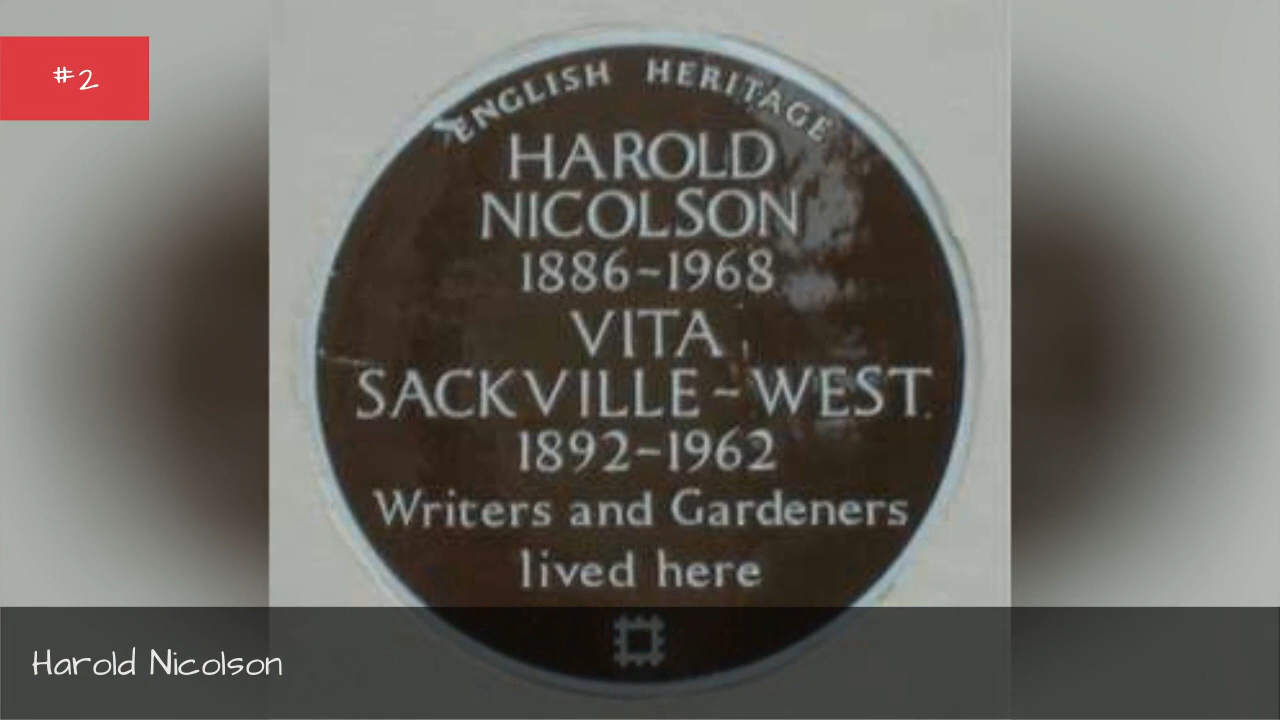 #2
ENGLISH HERITAGE
HAROLD
NICOLSON
1886-1968
VITA
SACKVILLE-WEST
1892-1962
Writers and Gardeners
lived here
Harold Nicolson